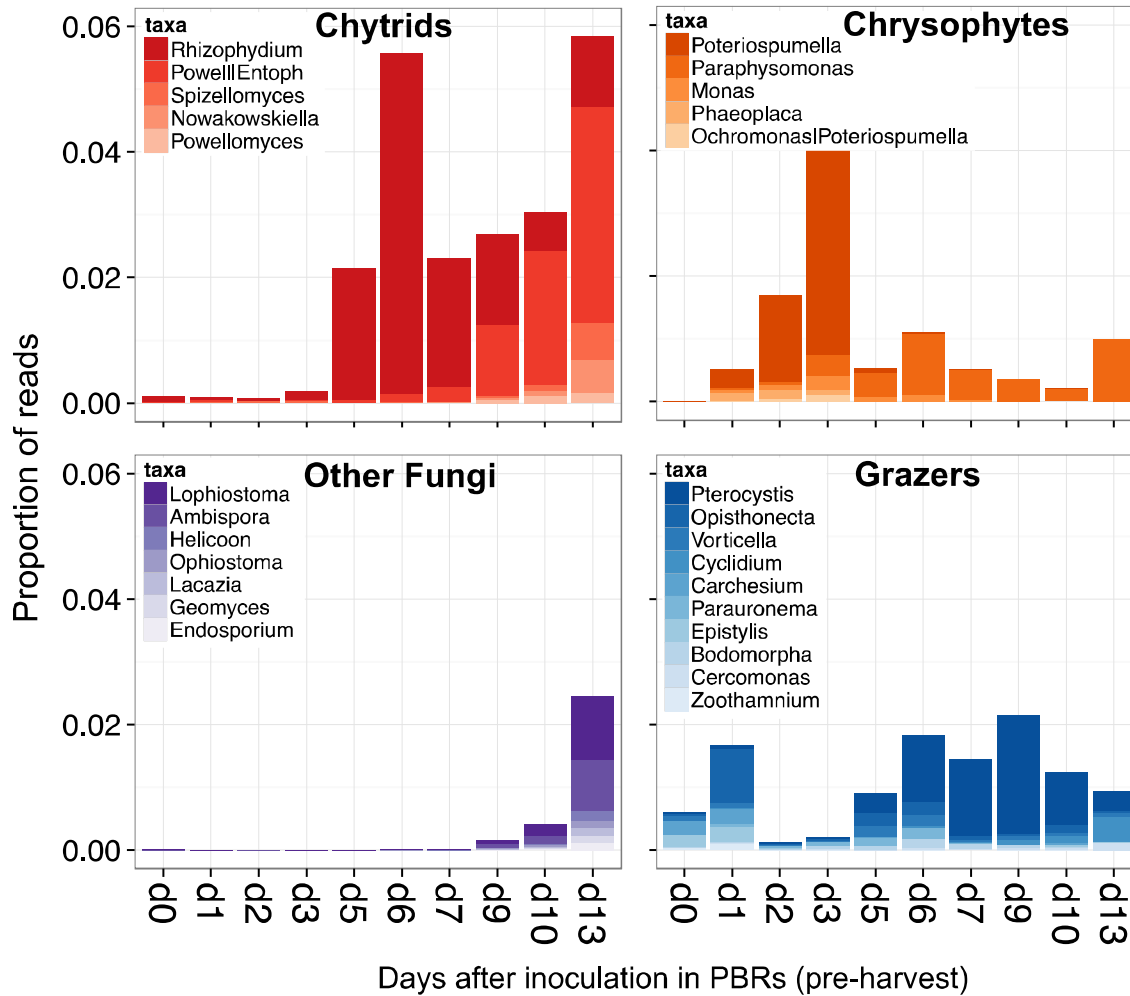 Proportion of reads
Chytrids
taxa
Rhizophydium
Powell|Entoph
Spizellomyces
Nowakowskiella
Powellomyces
0.06
0.04
0.02
0.00
Chrysophytes
taxa
Poteriospumella
Paraphysomonas
Monas
Phaeoplaca
Ochromonas|Poteriospumella
Other Fungi
taxa
Lophiostoma
Ambispora
Helicoon
Ophiostoma
Lacazia
Geomyces
Endosporium
0.06
0.04
0.02
0.00
d0 d1 d2 d3 d5 d6 d7 d9 d10 d13
Grazers
taxa
Pterocystis
Opisthonecta
Vorticella
Cyclidium
Carchesium
Parauronema
Epistylis
Bodomorpha
Cercomonas
Zoothamnium
d0 d1 d2 d3 d5 d6 d7 d9 d10 d13
Days after inoculation in PBRs (pre-harvest)